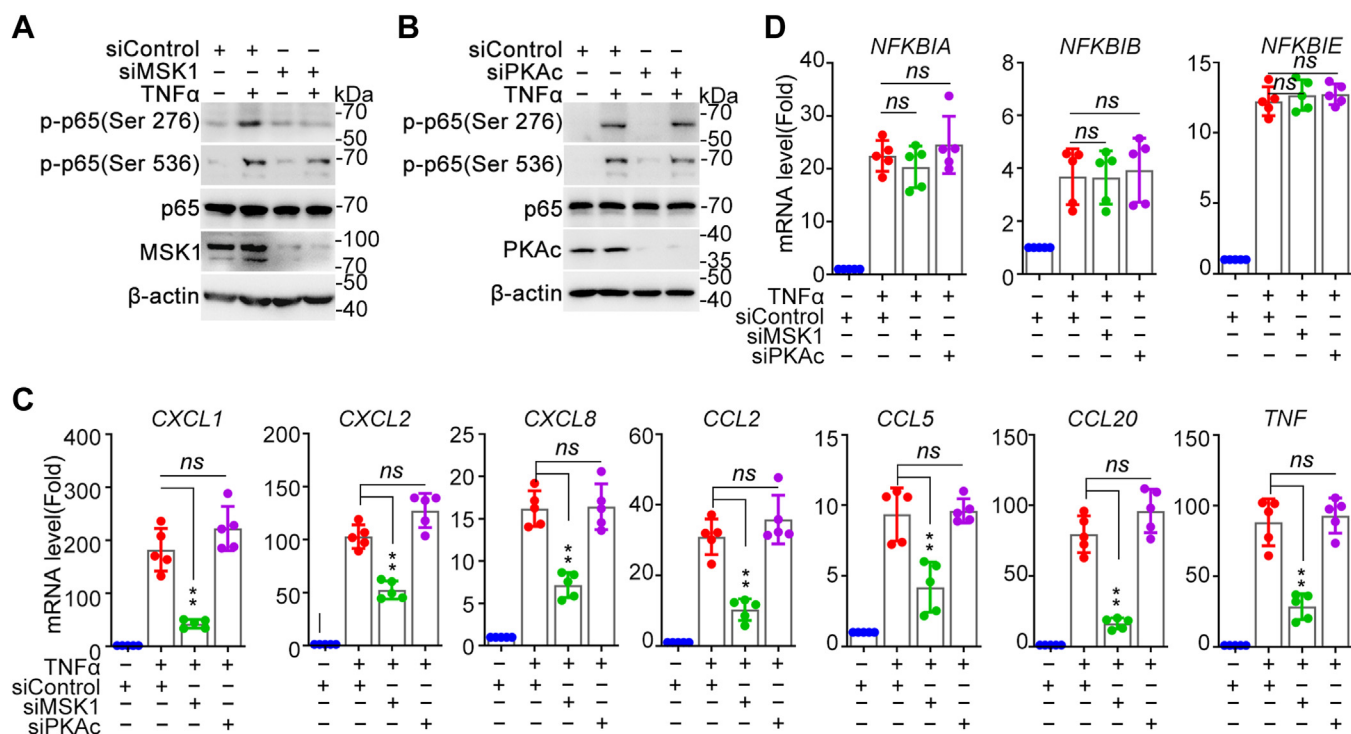 A
siControl + + − −
siMSK1 − − + +
TNFα − + − + kDa
p-p65(Ser 276) -70
-50
p-p65(Ser 536) -70
p65 -70
MSK1 -100
-70
β-actin -50
-40
B
siControl + + − −
siPKAc − − + +
TNFα − + − + kDa
p-p65(Ser 276) -70
-50
p-p65(Ser 536) -70
p65 -70
PKAc -40
-35
β-actin -50
-40
D
NFKBIA NFKBIB NFKBIE
mRNA level(Fold)
40
30
20
10
0
ns
ns
8
6
4
2
0
ns
ns
15
10
5
0
ns
ns
TNFα − + + + − + + + − + + +
siControl + + − − + + − − + + − −
siMSK1 − − + − − − + − − − + −
siPKAc − − − + − − − + − − − +
C
CXCL1 CXCL2 CXCL8 CCL2 CCL5 CCL20 TNF
mRNA level(Fold)
400
300
200
100
0
ns
**
200
150
100
50
0
ns
**
25
20
15
10
5
0
ns
**
60
40
20
0
ns
**
15
10
5
0
ns
**
150
100
50
0
ns
**
150
100
50
0
ns
**
TNFα − + + + − + + + − + + + − + + + − + + + − + + + − + + +
siControl + + − − + + − − + + − − + + − − + + − − + + − − + + − −
siMSK1 − − + − − − + − − − + − − − + − − − + − − − + − − − + −
siPKAc − − − + − − − + − − − + − − − + − − − + − − − + − − − +